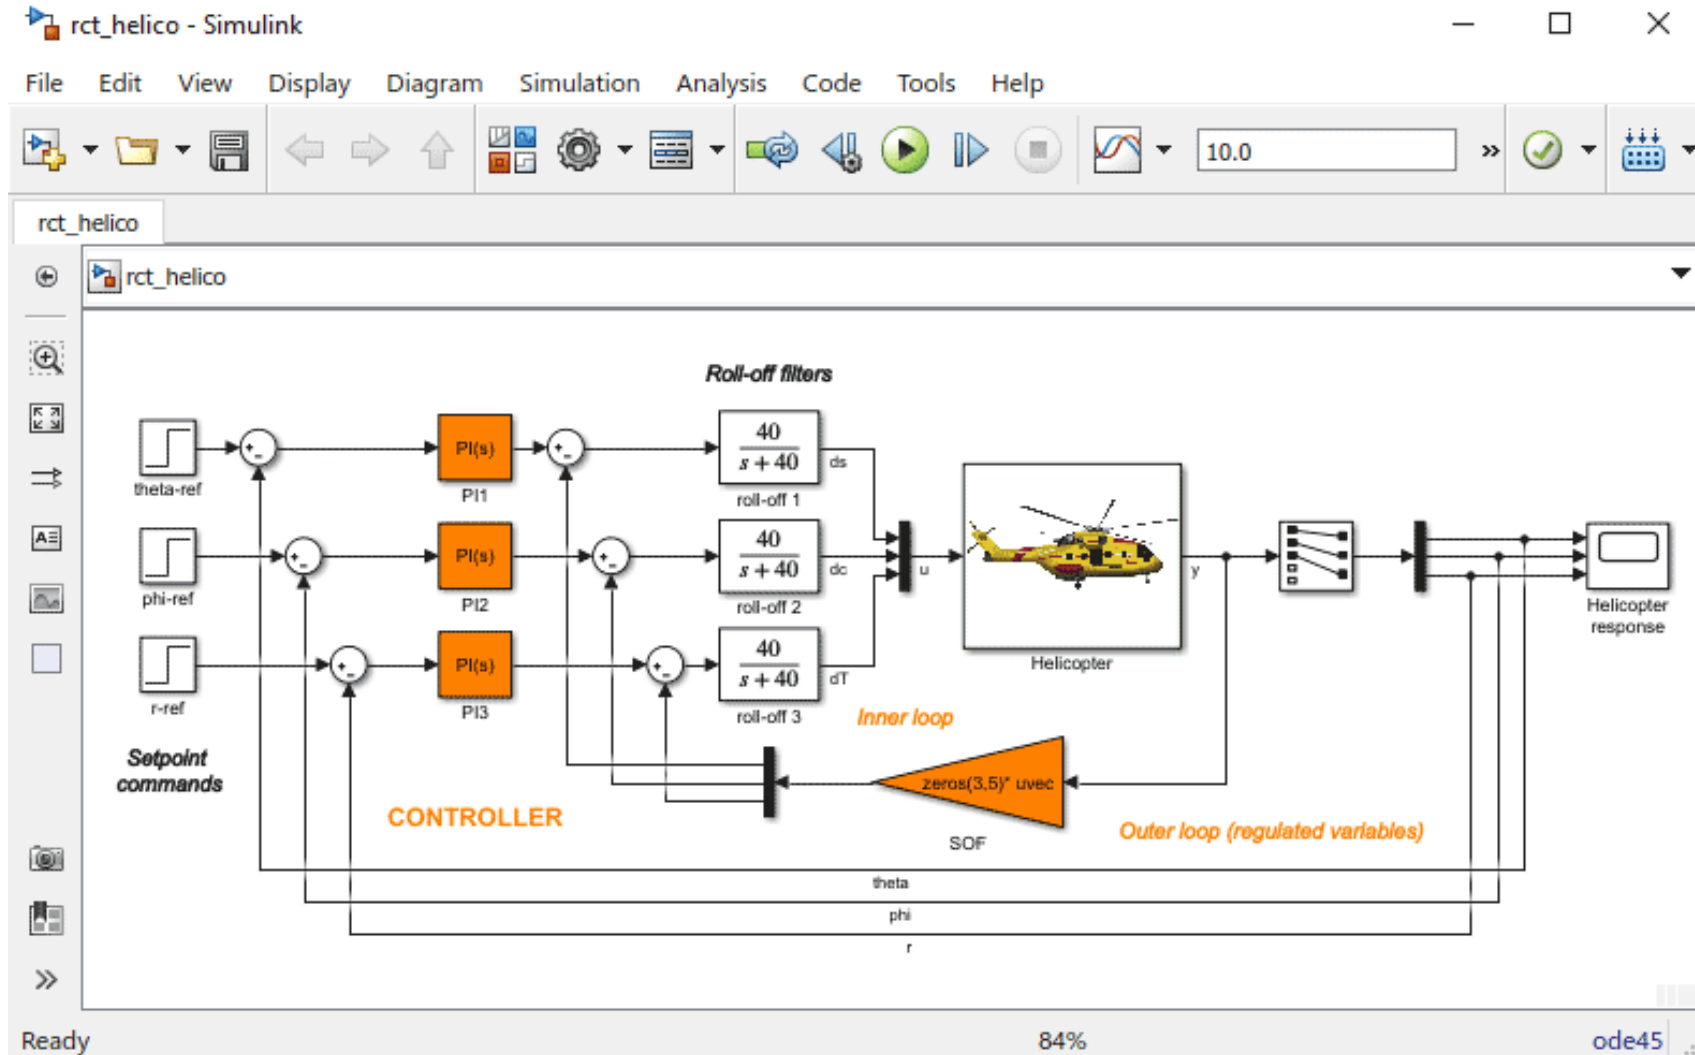 rct_helico - Simulink
File Edit View Display Diagram Simulation Analysis Code Tools Help
10.0
rct_helico
rct_helico
Roll-off filters
theta-ref
PI(s)
PI1
40
s + 40
ds
roll-off 1
phi-ref
PI(s)
PI2
40
s + 40
dc
roll-off 2
u
Helicopter
y
Helicopter
response
r-ref
PI(s)
PI3
40
s + 40
dT
roll-off 3
Setpoint
commands
Inner loop
zeros(3,5)* uvec
SOF
CONTROLLER
Outer loop (regulated variables)
theta
phi
r
Ready 84% ode45